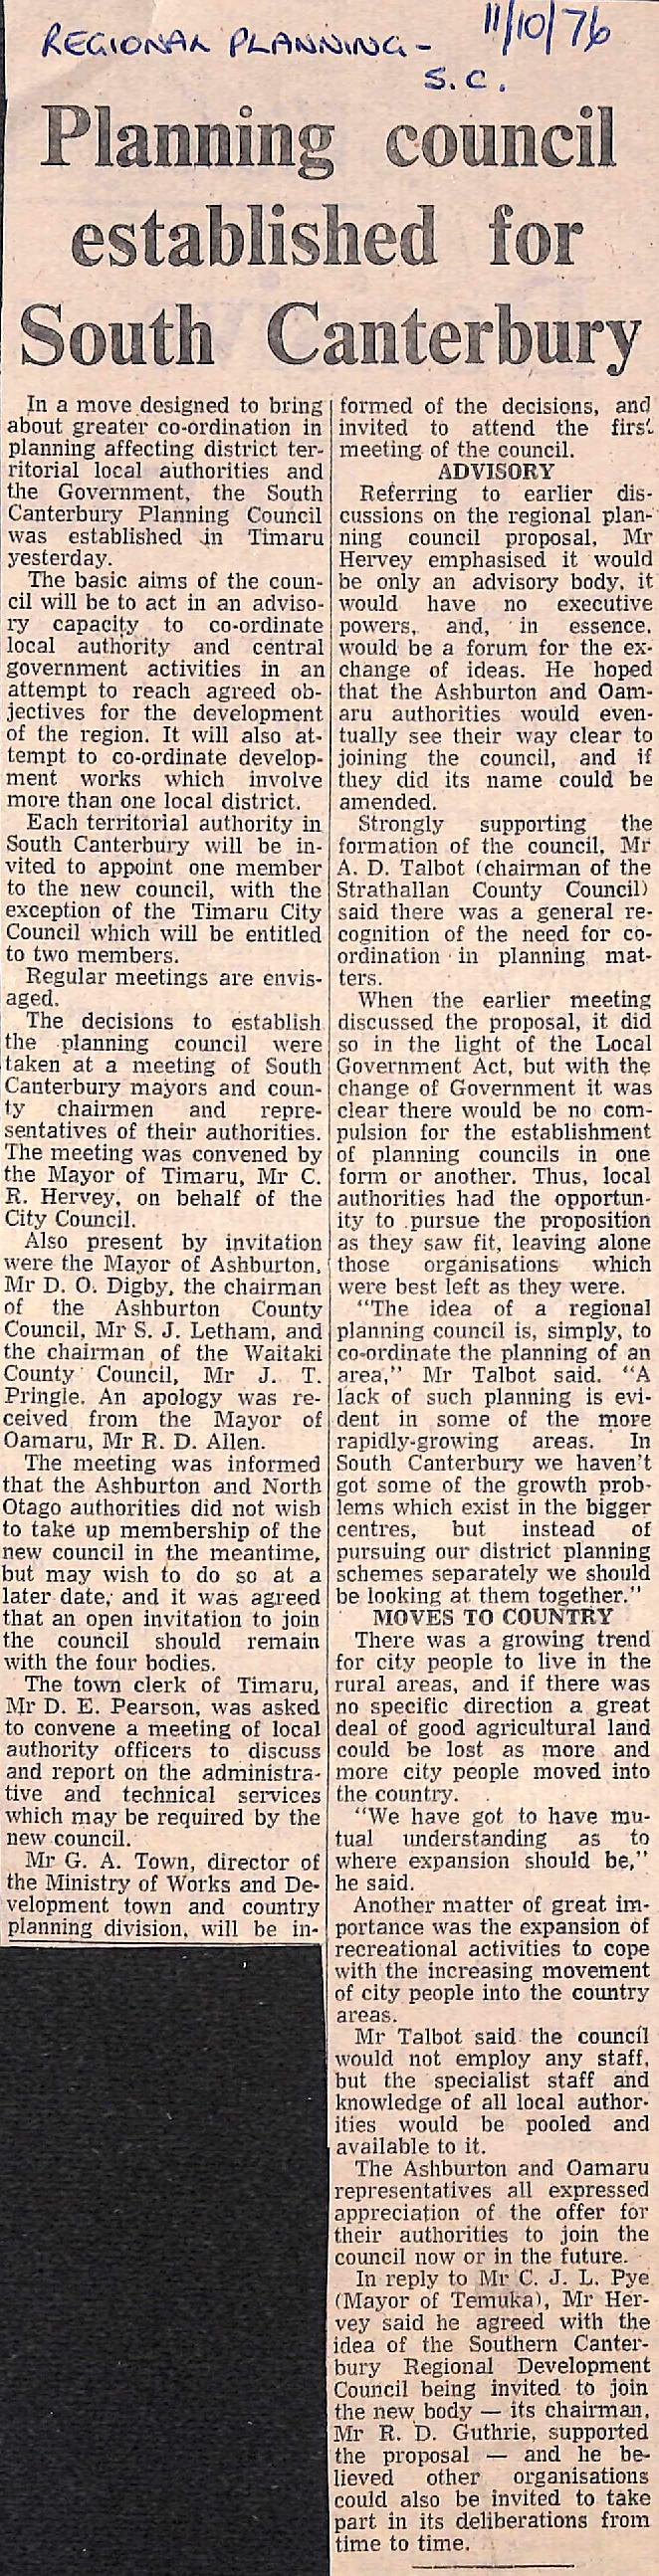 REGIONAL PLANNING -
11/10/76
S.C.
Planning council
established for
South Canterbury
In a move designed to bring
about greater co-ordination in
planning affecting district ter-
ritorial local authorities and
the Government, the South
Canterbury Planning Council
was established in Timaru
yesterday.
The basic aims of the coun-
cil will be to act in an adviso-
ry capacity to co-ordinate
local authority and central
government activities in an
attempt to reach agreed ob-
jectives for the development
of the region. It will also at-
tempt to co-ordinate develop-
ment works which involve
more than one local district.
Each territorial authority in
South Canterbury will be in-
vited to appoint one member
to the new council, with the
exception of the Timaru City
Council which will be entitled
to two members.
Regular meetings are envis-
aged.
The decisions to establish
the planning council were
taken at a meeting of South
Canterbury mayors and coun-
ty chairmen and repre-
sentatives of their authorities.
The meeting was convened by
the Mayor of Timaru, Mr C.
R. Hervey, on behalf of the
City Council.
Also present by invitation
were the Mayor of Ashburton,
Mr D. O. Digby, the chairman
of the Ashburton County
Council, Mr S. J. Letham, and
the chairman of the Waitaki
County Council, Mr J. T.
Pringle. An apology was re-
ceived from the Mayor of
Oamaru, Mr R. D. Allen.
The meeting was informed
that the Ashburton and North
Otago authorities did not wish
to take up membership of the
new council in the meantime,
but may wish to do so at a
later date, and it was agreed
that an open invitation to join
the council should remain
with the four bodies.
The town clerk of Timaru,
Mr D. E. Pearson, was asked
to convene a meeting of local
authority officers to discuss
and report on the administra-
tive and technical services
which may be required by the
new council.
Mr G. A. Town, director of
the Ministry of Works and De-
velopment town and country
planning division, will be in-
formed of the decisions, and
invited to attend the first
meeting of the council.
ADVISORY
Referring to earlier dis-
cussions on the regional plan-
ning council proposal, Mr
Hervey emphasised it would
be only an advisory body, it
would have no executive
powers, and, in essence,
would be a forum for the ex-
change of ideas. He hoped
that the Ashburton and Oam-
aru authorities would even-
tually see their way clear to
joining the council, and if
they did its name could be
amended.
Strongly supporting the
formation of the council, Mr
A. D. Talbot (chairman of the
Strathallan County Council)
said there was a general re-
cognition of the need for co-
ordination in planning mat-
ters.
When the earlier meeting
discussed the proposal, it did
so in the light of the Local
Government Act, but with the
change of Government it was
clear there would be no com-
pulsion for the establishment
of planning councils in one
form or another. Thus, local
authorities had the opportun-
ity to pursue the proposition
as they saw fit, leaving alone
those organisations which
were best left as they were.
"The idea of a regional
planning council is, simply, to
co-ordinate the planning of an
area," Mr Talbot said. "A
lack of such planning is evi-
dent in some of the more
rapidly-growing areas. In
South Canterbury we haven't
got some of the growth prob-
lems which exist in the bigger
centres, but instead of
pursuing our district planning
schemes separately we should
be looking at them together."
MOVES TO COUNTRY
There was a growing trend
for city people to live in the
rural areas, and if there was
no specific direction a great
deal of good agricultural land
could be lost as more and
more city people moved into
the country.
"We have got to have mu-
tual understanding as to
where expansion should be,"
he said.
Another matter of great im-
portance was the expansion of
recreational activities to cope
with the increasing movement
of city people into the country
areas.
Mr Talbot said the council
would not employ any staff,
but the specialist staff and
knowledge of all local author-
ities would be pooled and
available to it.
The Ashburton and Oamaru
representatives all expressed
appreciation of the offer for
their authorities to join the
council now or in the future.
In reply to Mr C. J. L. Pye
(Mayor of Temuka), Mr Her-
vey said he agreed with the
idea of the Southern Canter-
bury Regional Development
Council being invited to join
the new body — its chairman,
Mr R. D. Guthrie, supported
the proposal — and he be-
lieved other organisations
could also be invited to take
part in its deliberations from
time to time.